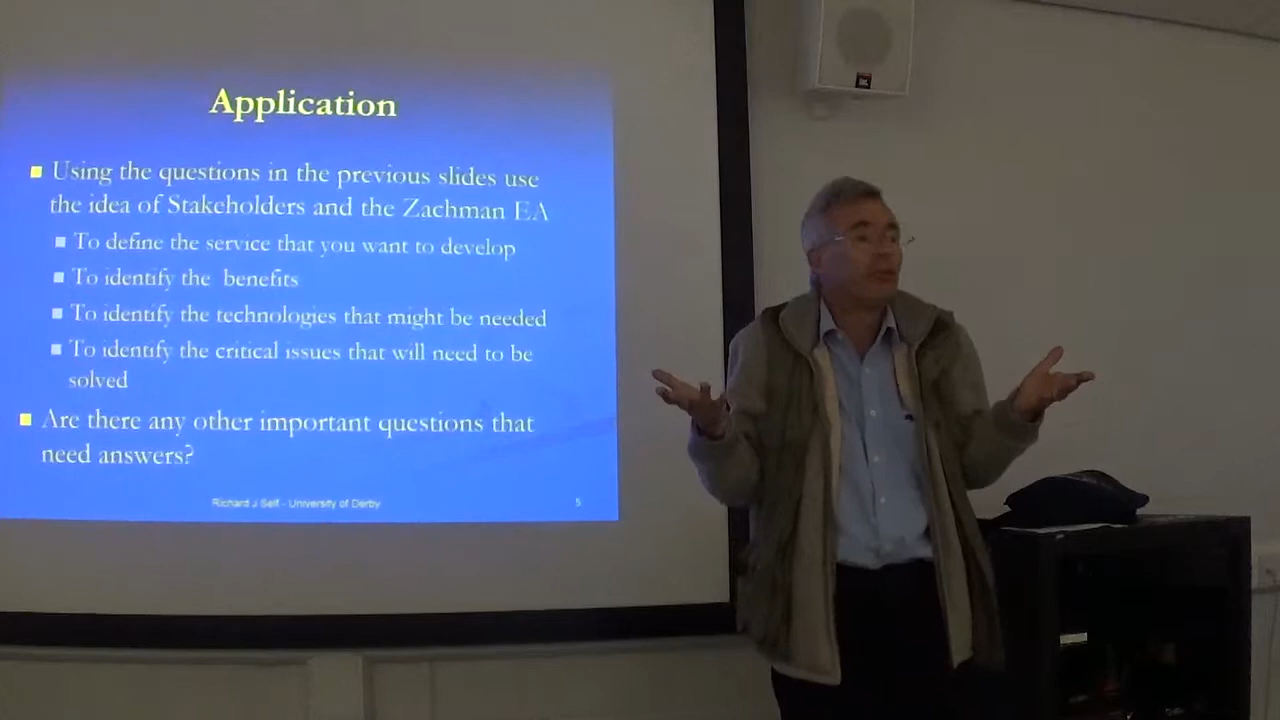 Application
Using the questions in the previous slides use
the idea of Stakeholders and the Zachman EA
To define the service that you want to develop
To identify the benefits
To identify the technologies that might be needed
To identify the critical issues that will need to be
solved
Are there any other important questions that
need answers?
Richard J Self - University of Derby
5
JBL